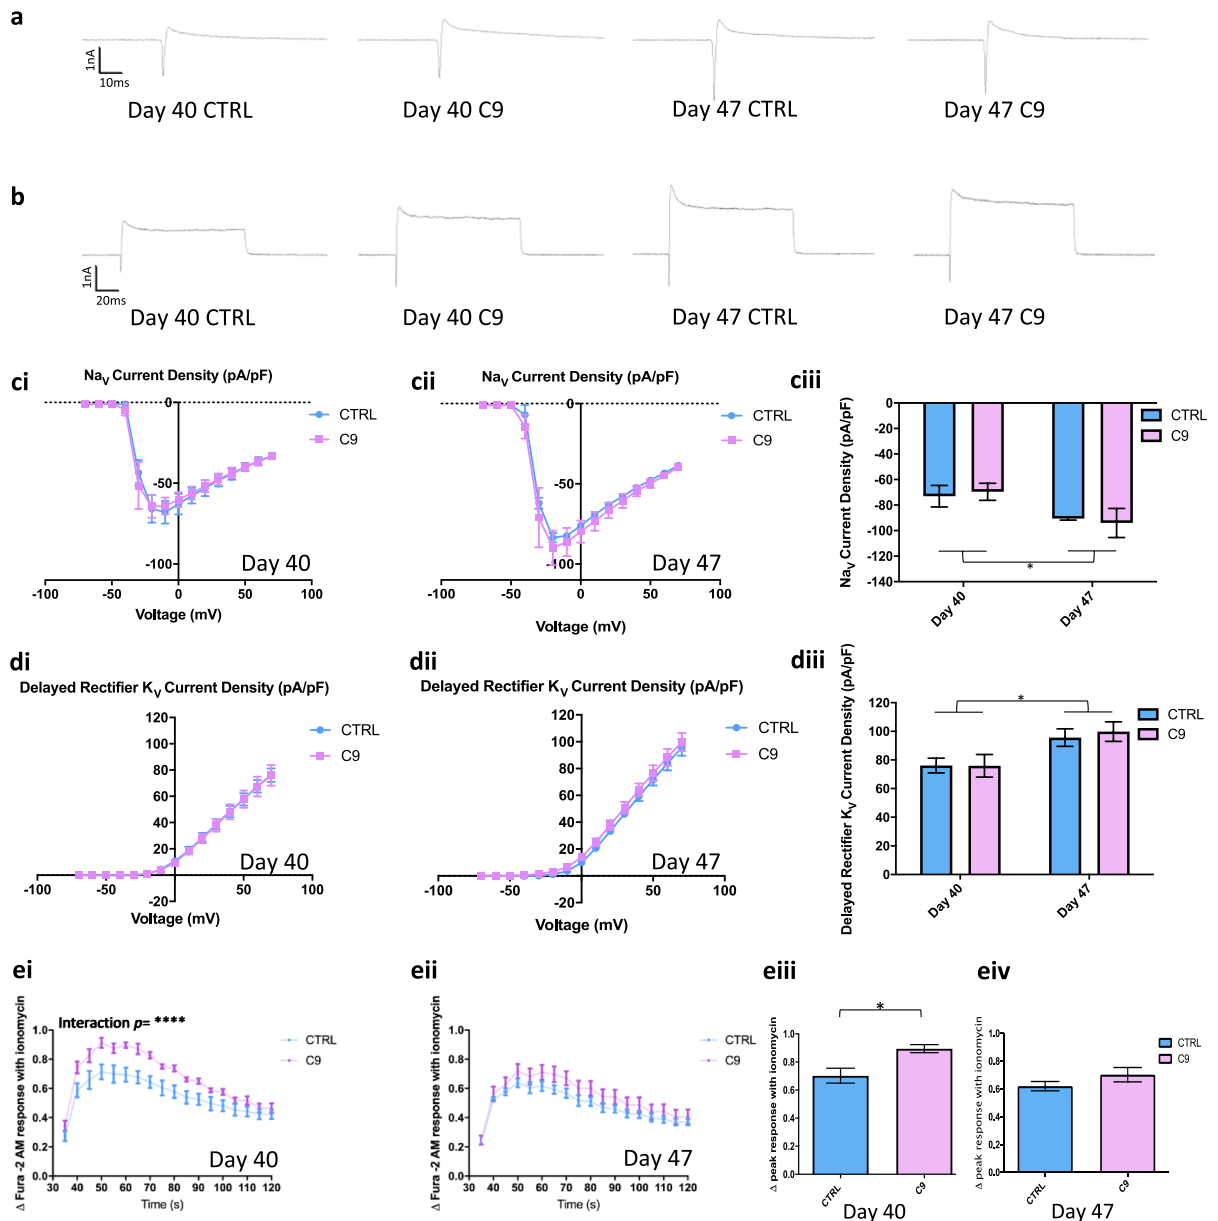 a
1nA
10ms
Day 40 CTRL
Day 40 C9
Day 47 CTRL
Day 47 C9
b
1nA
20ms
Day 40 CTRL
Day 40 C9
Day 47 CTRL
Day 47 C9
ci
Nav Current Density (pA/pF)
0
-50
-100
-100 -50 0 50 100
Voltage (mV)
CTRL
C9
Day 40
cii
Nav Current Density (pA/pF)
0
-50
-100
-100 -50 0 50 100
Voltage (mV)
CTRL
C9
Day 47
ciii
Nav Current Density (pA/pF)
0
-20
-40
-60
-80
-100
-120
-140
*
Day 40
Day 47
CTRL
C9
di
Delayed Rectifier Kv Current Density (pA/pF)
120
100
80
60
40
20
-20
-100 -50 0 50 100
Voltage (mV)
CTRL
C9
Day 40
dii
Delayed Rectifier Kv Current Density (pA/pF)
120
100
80
60
40
20
-20
-100 -50 0 50 100
Voltage (mV)
CTRL
C9
Day 47
diii
Delayed Rectifier Kv Current Density (pA/pF)
120
100
80
60
40
20
0
*
Day 40
Day 47
CTRL
C9
ei
Δ Fura -2 AM response with ionomycin
Interaction p= ****
1.0
0.8
0.6
0.4
0.2
0.0
30 40 50 60 70 80 90 100 110 120
Time (s)
CTRL
C9
Day 40
eii
Δ Fura -2 AM response with ionomycin
1.0
0.8
0.6
0.4
0.2
0.0
30 40 50 60 70 80 90 100 110 120
Time (s)
CTRL
C9
Day 47
eiii
Δ peak response with ionomycin
1.0
0.8
0.6
0.4
0.2
0.0
*
CTRL
C9
Day 40
eiv
Δ peak response with ionomycin
1.0
0.8
0.6
0.4
0.2
0.0
CTRL
C9
Day 47
CTRL
C9